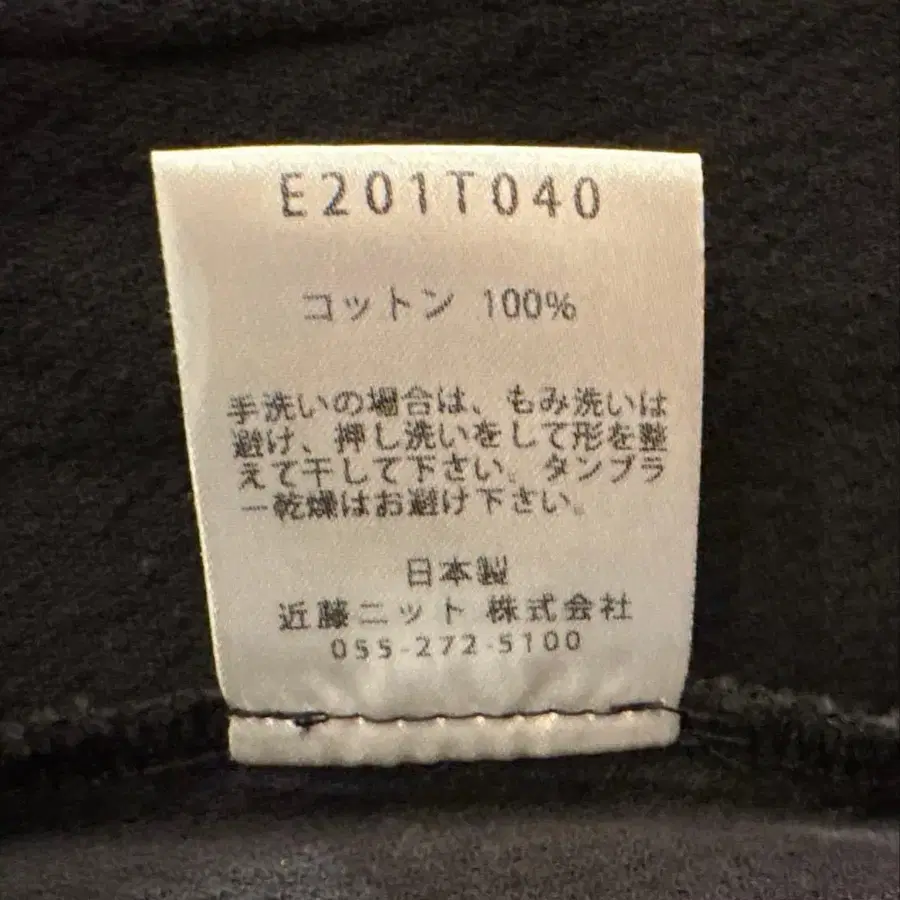 E201T040
コットン 100%
手洗いの場合は、もみ洗いは
避け、押し洗いをして形を整
えて干して下さい。タンブラ
ー乾燥はお避け下さい。
日本製
近藤ニット 株式会社
055-272-5100